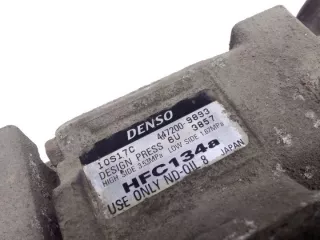 DENSO
10S17C 447200-9893
DESIGN PRESS 6U 3857
HIGH SIDE 3.53MPa LOW SIDE 1.67MPa
HFC134a
USE ONLY ND-OIL 8 JAPAN